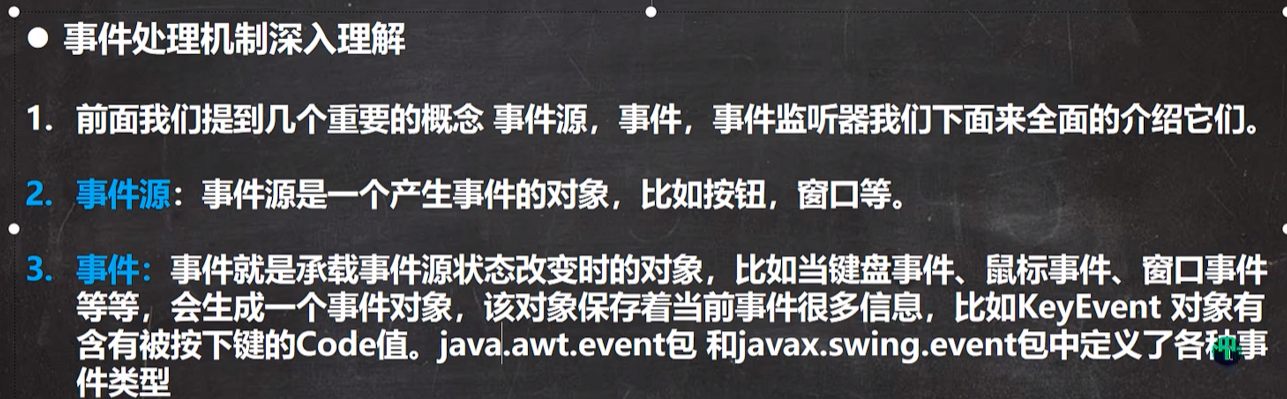 ● 事件处理机制深入理解
1. 前面我们提到几个重要的概念 事件源，事件，事件监听器我们下面来全面的介绍它们。
2. 事件源：事件源是一个产生事件的对象，比如按钮，窗口等。
3. 事件：事件就是承载事件源状态改变时的对象，比如当键盘事件、鼠标事件、窗口事件
等等，会生成一个事件对象，该对象保存着当前事件很多信息，比如KeyEvent 对象有
含有被按下键的Code值。java.awt.event包 和javax.swing.event包中定义了各种事
件类型